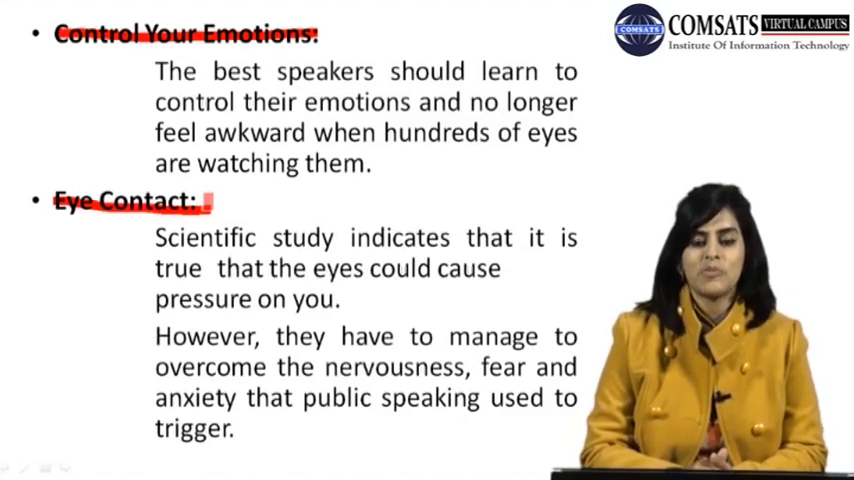 • Control Your Emotions:
The best speakers should learn to
control their emotions and no longer
feel awkward when hundreds of eyes
are watching them.
• Eye Contact:
Scientific study indicates that it is
true that the eyes could cause
pressure on you.
However, they have to manage to
overcome the nervousness, fear and
anxiety that public speaking used to
trigger.
COMSATS
COMSATS VIRTUAL CAMPUS
Institute Of Information Technology